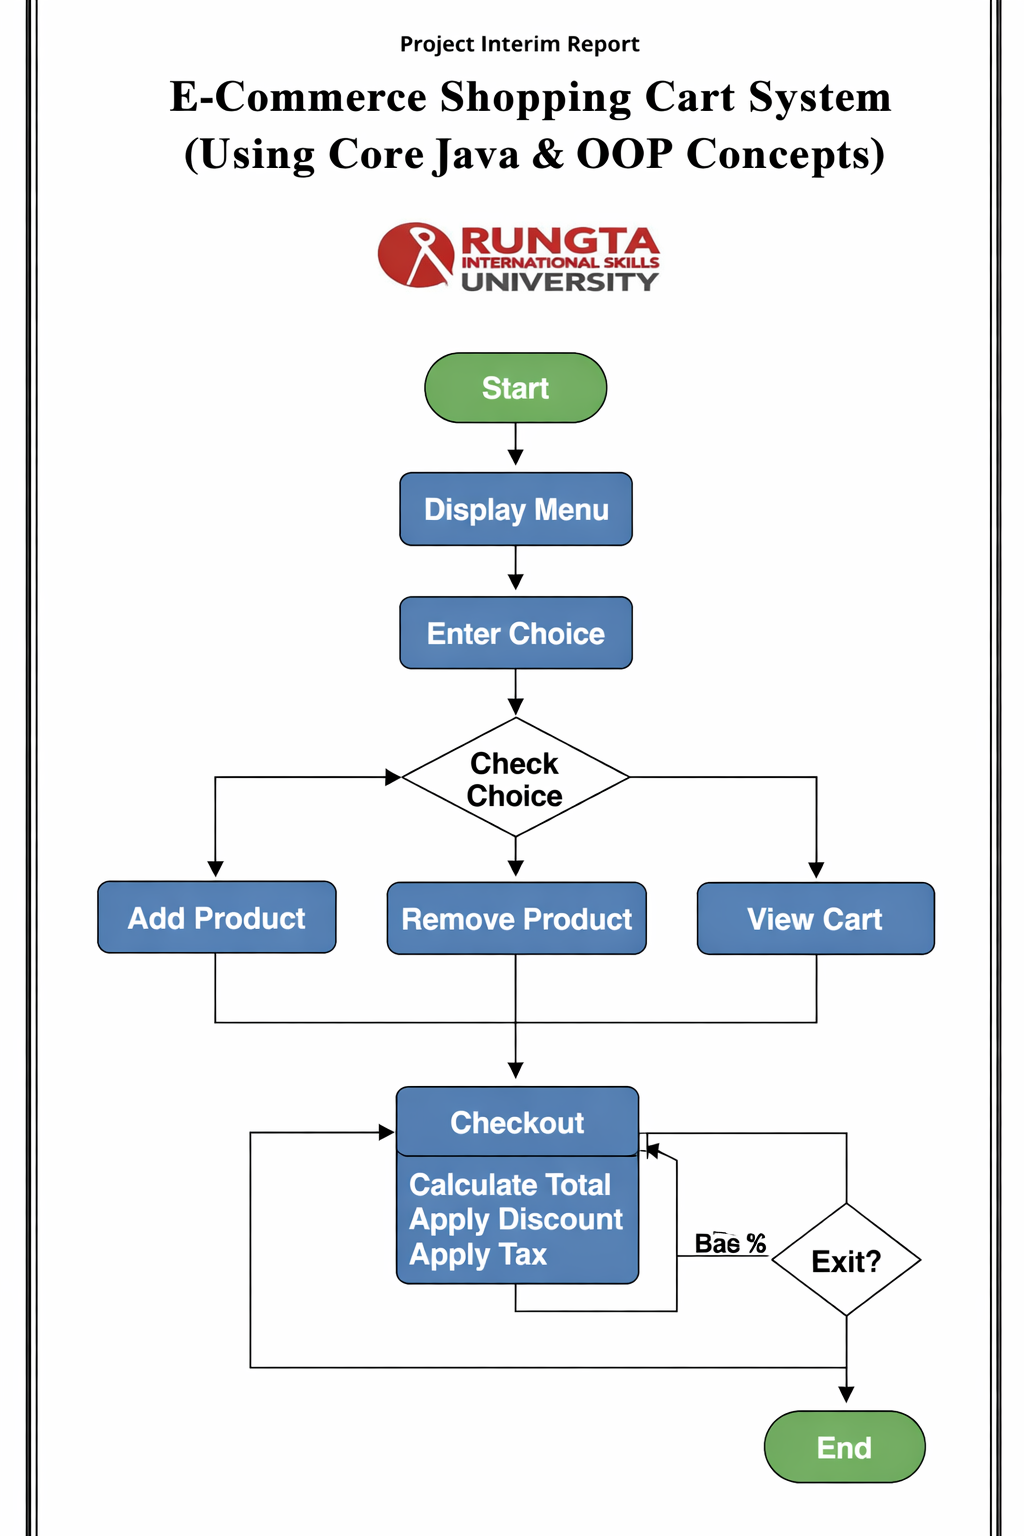 Project Interim Report
E-Commerce Shopping Cart System
(Using Core Java & OOP Concepts)
RUNGTA
INTERNATIONAL SKILLS
UNIVERSITY
Start
Display Menu
Enter Choice
Check
Choice
Add Product
Remove Product
View Cart
Checkout
Calculate Total
Apply Discount
Apply Tax
%
Exit?
End